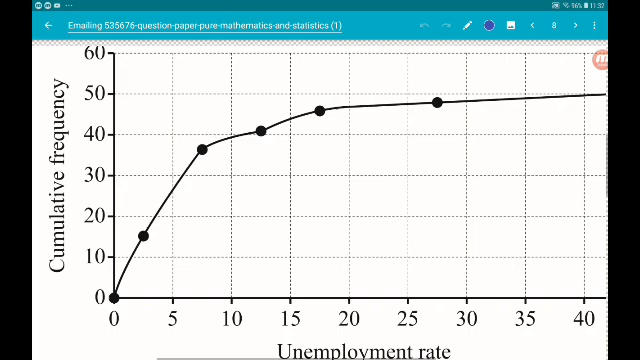 96% 11:32
Emailing 535676-question-paper-pure-mathematics-and-statistics (1)
8
60
50
40
30
20
10
0
Cumulative frequency
0 5 10 15 20 25 30 35 40
Unemployment rate